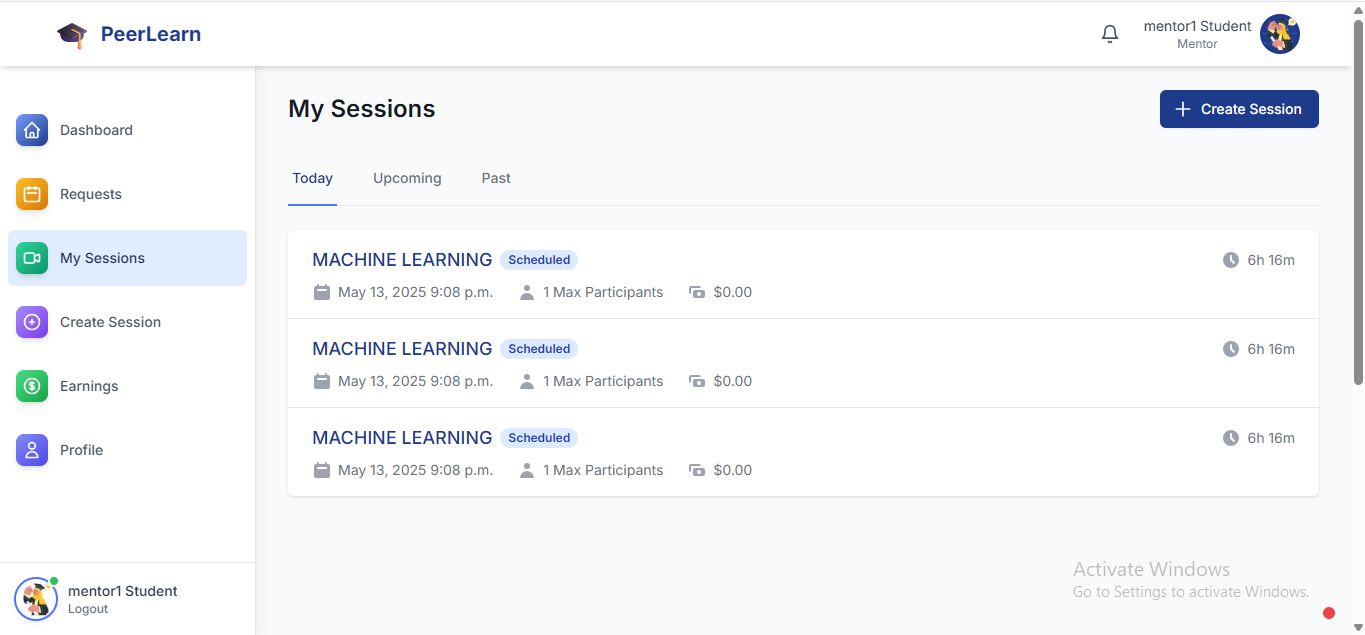 PeerLearn
mentor1 Student
Mentor
Dashboard
Requests
My Sessions
Create Session
Earnings
Profile
mentor1 Student
Logout
My Sessions
Create Session
Today Upcoming Past
MACHINE LEARNING Scheduled 6h 16m
May 13, 2025 9:08 p.m. 1 Max Participants $0.00
MACHINE LEARNING Scheduled 6h 16m
May 13, 2025 9:08 p.m. 1 Max Participants $0.00
MACHINE LEARNING Scheduled 6h 16m
May 13, 2025 9:08 p.m. 1 Max Participants $0.00
Activate Windows
Go to Settings to activate Windows.